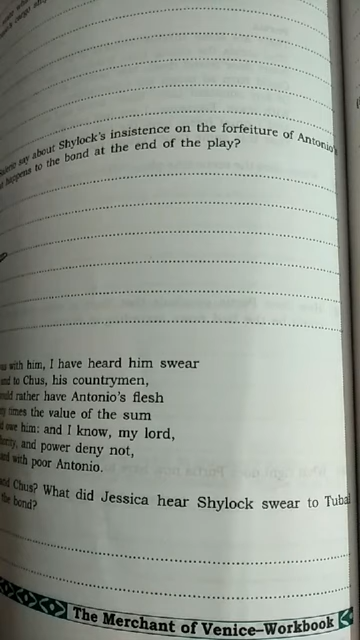 say about Shylock's insistence on the forfeiture of Antonio's
happens to the bond at the end of the play?
with him, I have heard him swear
and to Chus, his countrymen,
rather have Antonio's flesh
times the value of the sum
owe him: and I know, my lord,
and power deny not,
with poor Antonio.
and Chus? What did Jessica hear Shylock swear to Tubal
the bond?
The Merchant of Venice–Workbook